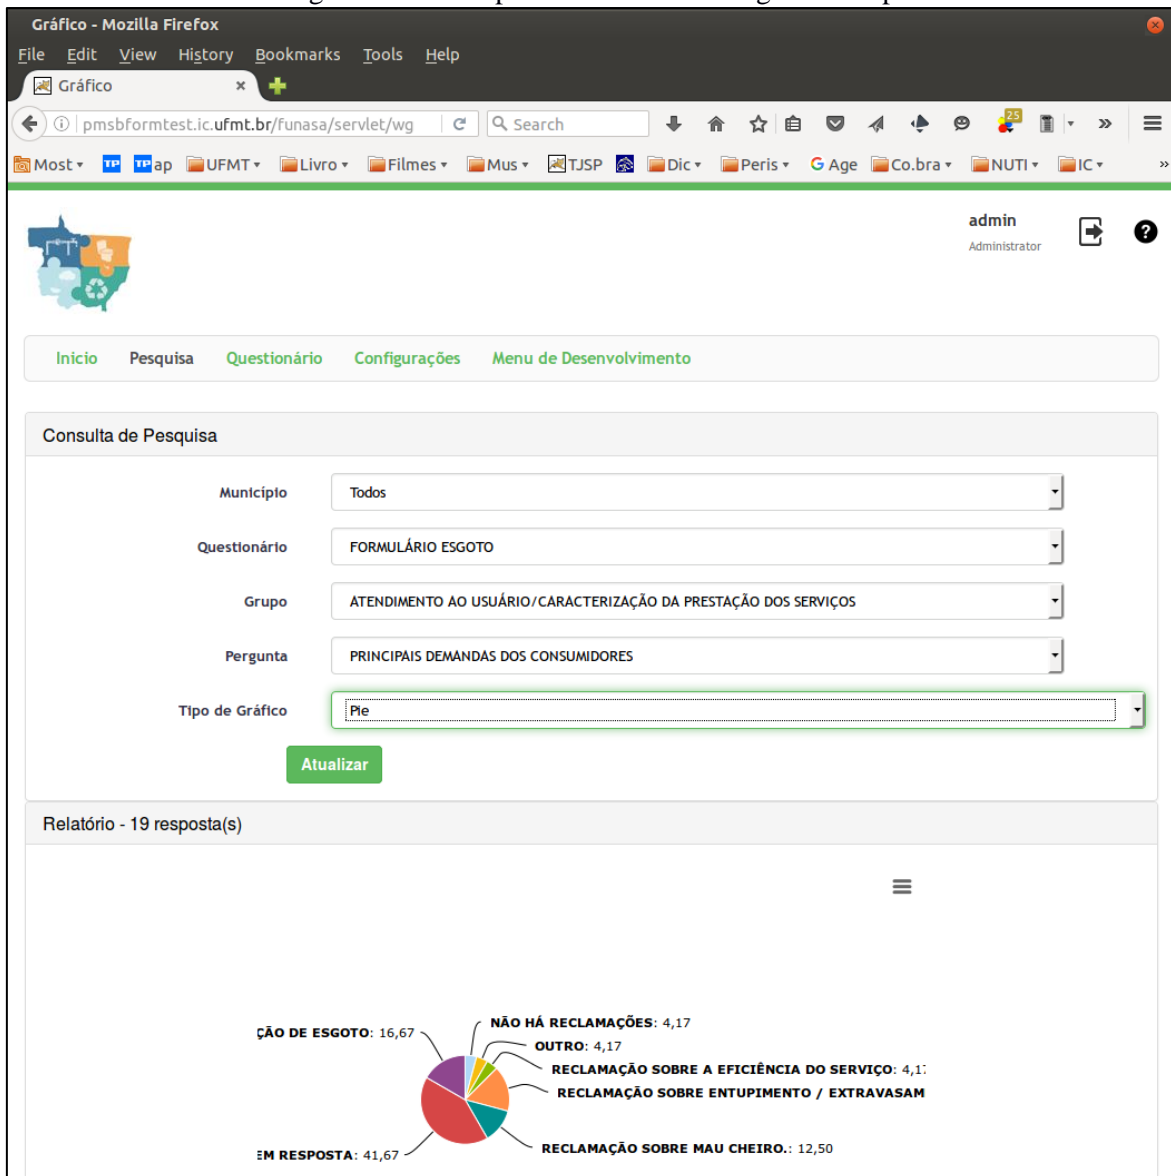 Gráfico - Mozilla Firefox
File Edit View History Bookmarks Tools Help
Gráfico
pmsbformtest.ic.ufmt.br/funasa/servlet/wg Search 25
Most TP TP ap UFMT Livro Filmes Mus TJSP Dic Peris G Age Co.bra NUTI IC »
admin
Administrator
Inicio Pesquisa Questionário Configurações Menu de Desenvolvimento
Consulta de Pesquisa
Município Todos
Questionário FORMULÁRIO ESGOTO
Grupo ATENDIMENTO AO USUÁRIO/CARACTERIZAÇÃO DA PRESTAÇÃO DOS SERVIÇOS
Pergunta PRINCIPAIS DEMANDAS DOS CONSUMIDORES
Tipo de Gráfico Pie
Atualizar
Relatório - 19 resposta(s)
NÃO HÁ RECLAMAÇÕES: 4,17
ÇÃO DE ESGOTO: 16,67
OUTRO: 4,17
RECLAMAÇÃO SOBRE A EFICIÊNCIA DO SERVIÇO: 4,17
RECLAMAÇÃO SOBRE ENTUPIMENTO / EXTRAVASAM
RECLAMAÇÃO SOBRE MAU CHEIRO.: 12,50
EM RESPOSTA: 41,67